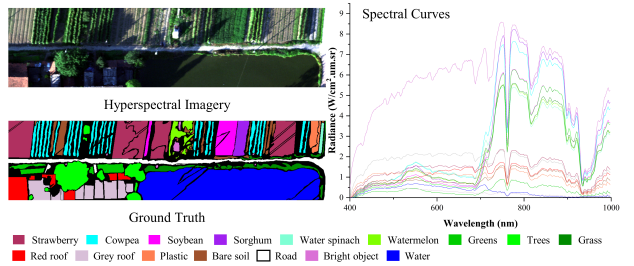 Hyperspectral Imagery
Ground Truth
Spectral Curves
Radiance (W/cm².um.sr)
9
8
7
6
5
4
3
2
1
0
400 600 800 1000
Wavelength (nm)
Strawberry Cowpea Soybean Sorghum Water spinach Watermelon Greens Trees Grass
Red roof Grey roof Plastic Bare soil Road Bright object Water